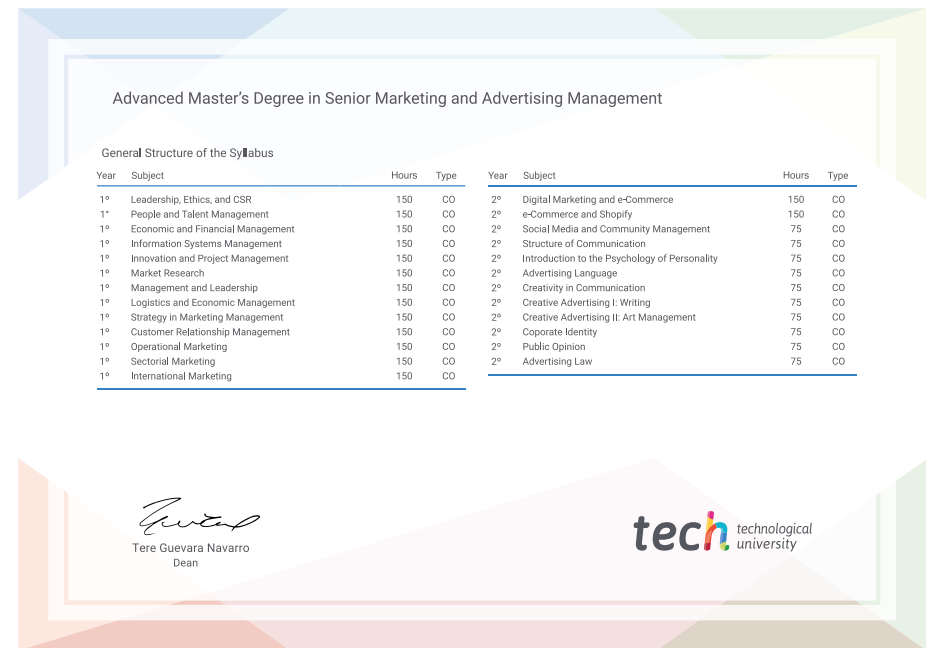 Advanced Master's Degree in Senior Marketing and Advertising Management
General Structure of the Syllabus
Year Subject Hours Type
1º Leadership, Ethics, and CSR 150 CO
1° People and Talent Management 150 CO
1º Economic and Financial Management 150 CO
1º Information Systems Management 150 CO
1º Innovation and Project Management 150 CO
1º Market Research 150 CO
1º Management and Leadership 150 CO
1º Logistics and Economic Management 150 CO
1º Strategy in Marketing Management 150 CO
1º Customer Relationship Management 150 CO
1º Operational Marketing 150 CO
1º Sectorial Marketing 150 CO
1º International Marketing 150 CO
Year Subject Hours Type
2º Digital Marketing and e-Commerce 150 CO
2º e-Commerce and Shopify 150 CO
2º Social Media and Community Management 75 CO
2º Structure of Communication 75 CO
2º Introduction to the Psychology of Personality 75 CO
2º Advertising Language 75 CO
2º Creativity in Communication 75 CO
2º Creative Advertising I: Writing 75 CO
2º Creative Advertising II: Art Management 75 CO
2º Coporate Identity 75 CO
2º Public Opinion 75 CO
2º Advertising Law 75 CO
Tere Guevara Navarro
Dean
tech technological
university